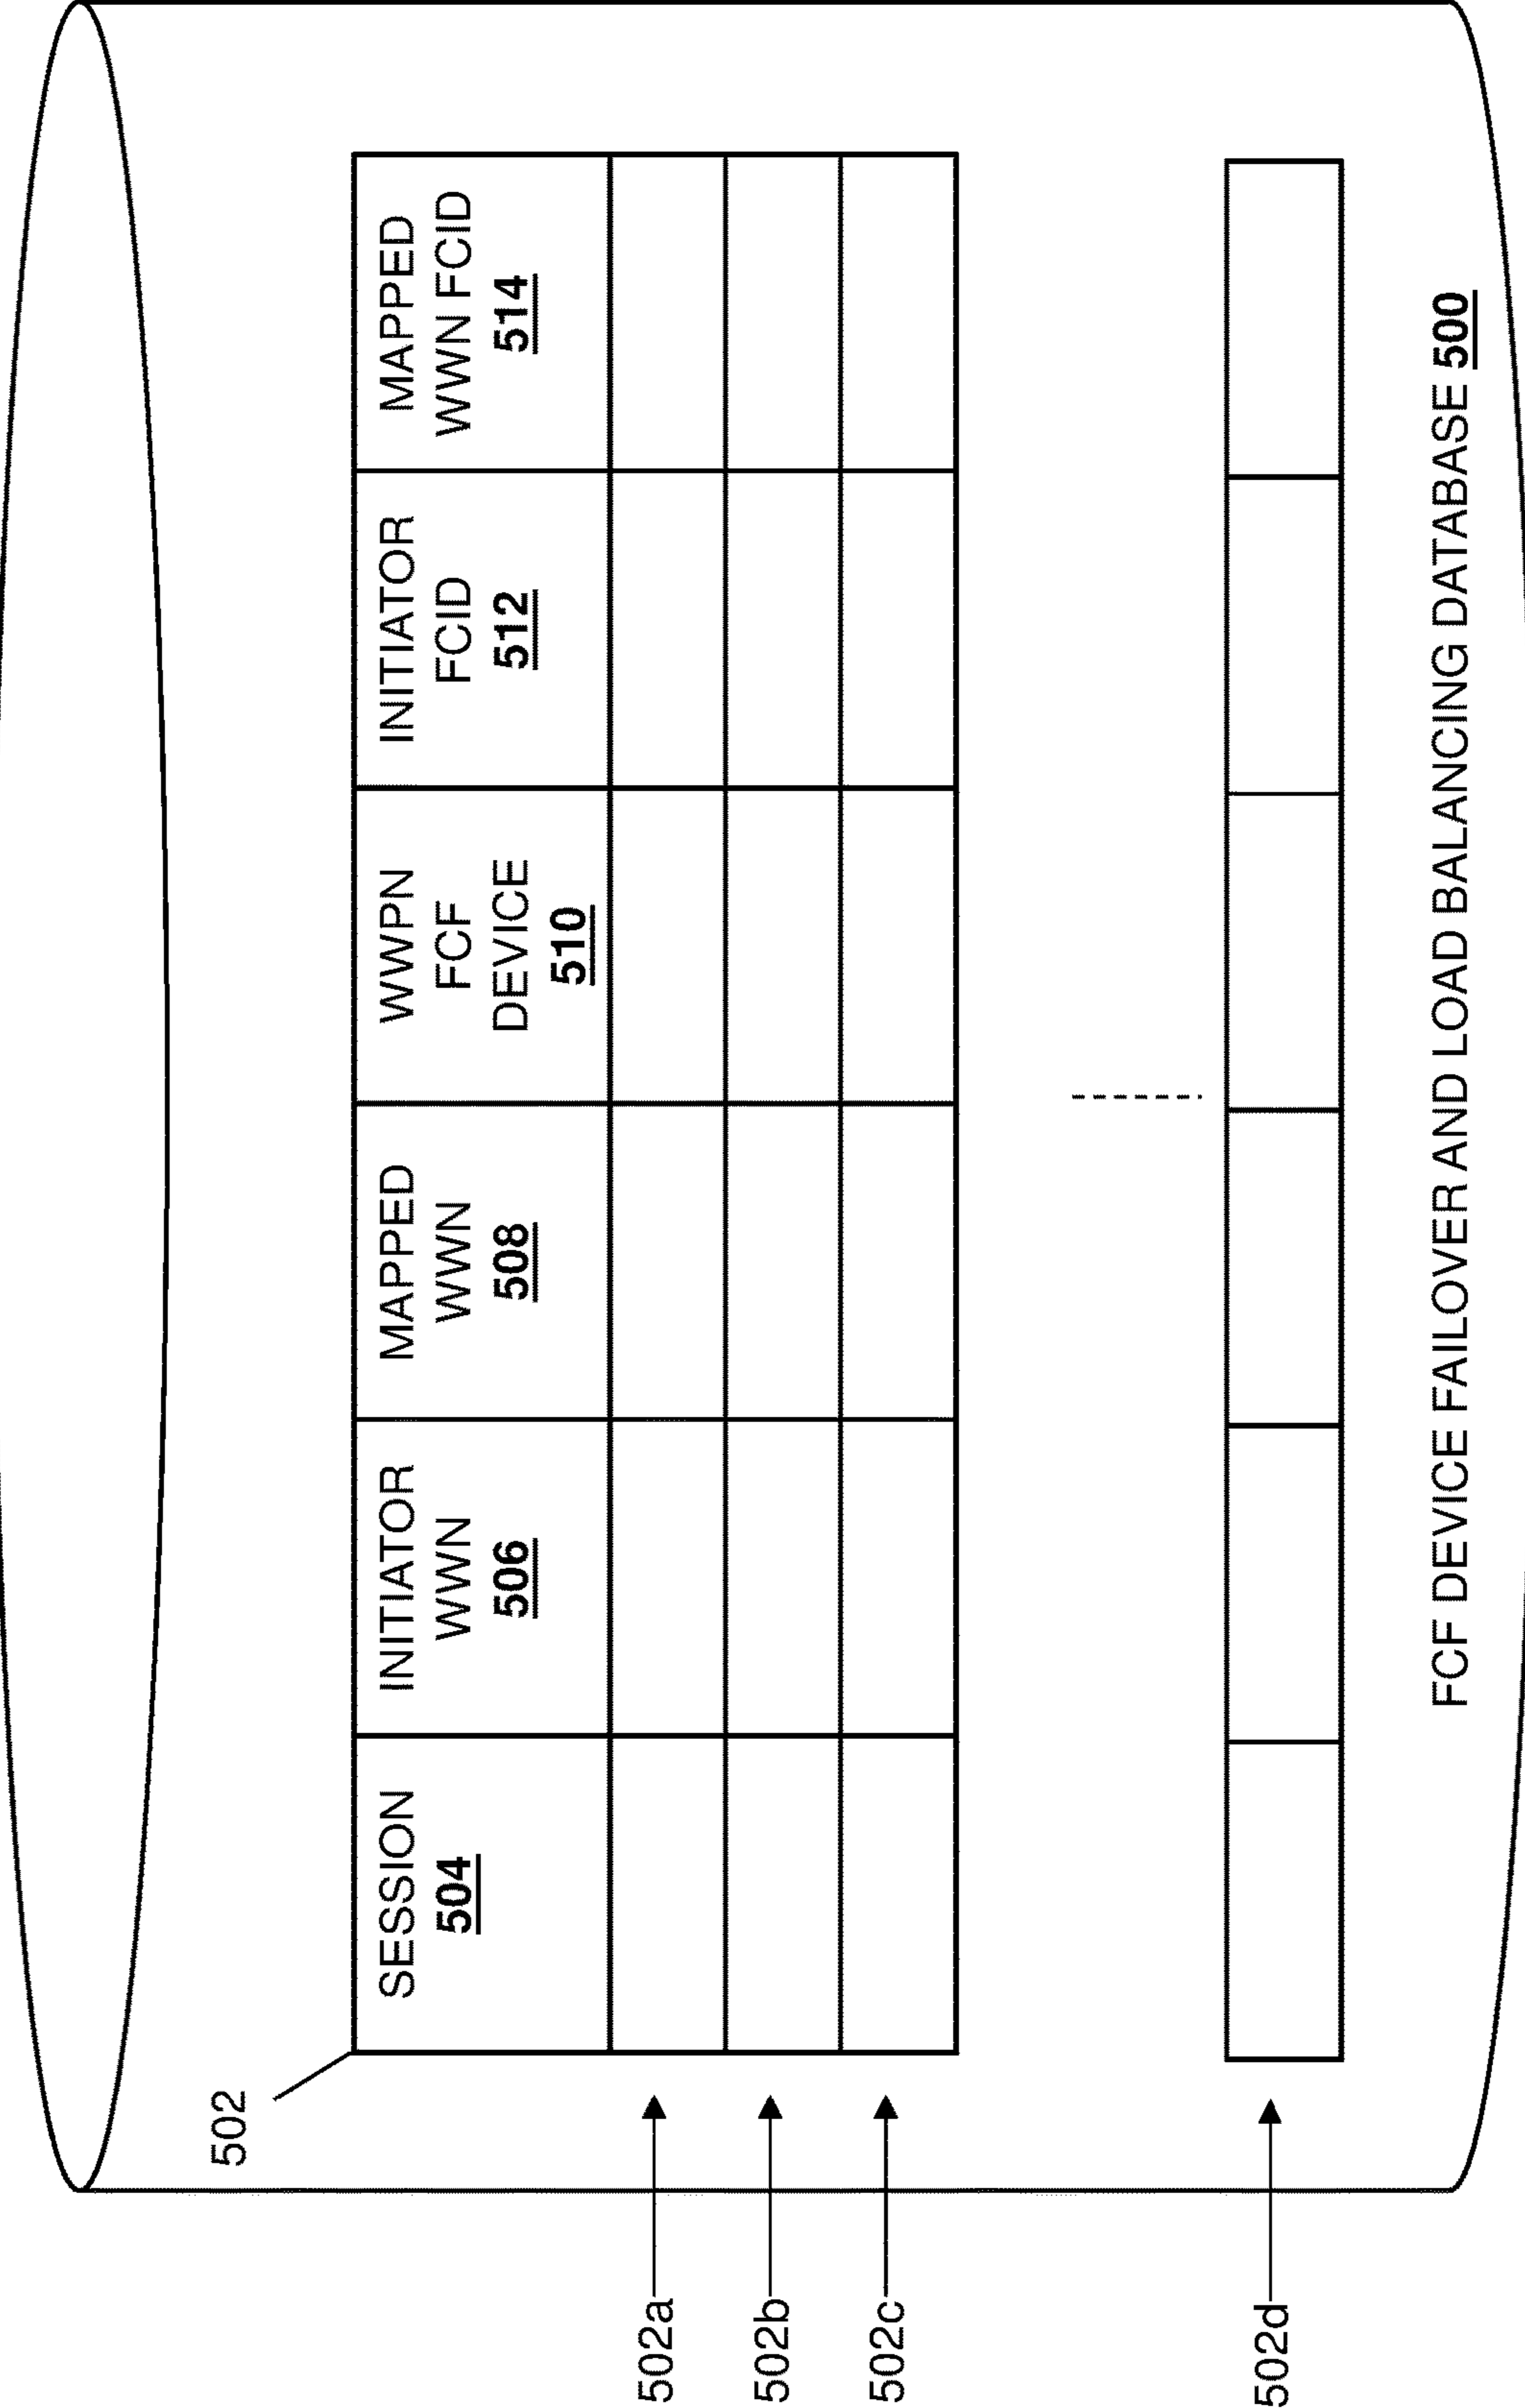 502
SESSION
504
INITIATOR
WWN
506
MAPPED
WWN
508
WWPN
FCF
DEVICE
510
INITIATOR
FCID
512
MAPPED
WWN FCID
514
502a
502b
502c
502d
FCF DEVICE FAILOVER AND LOAD BALANCING DATABASE 500